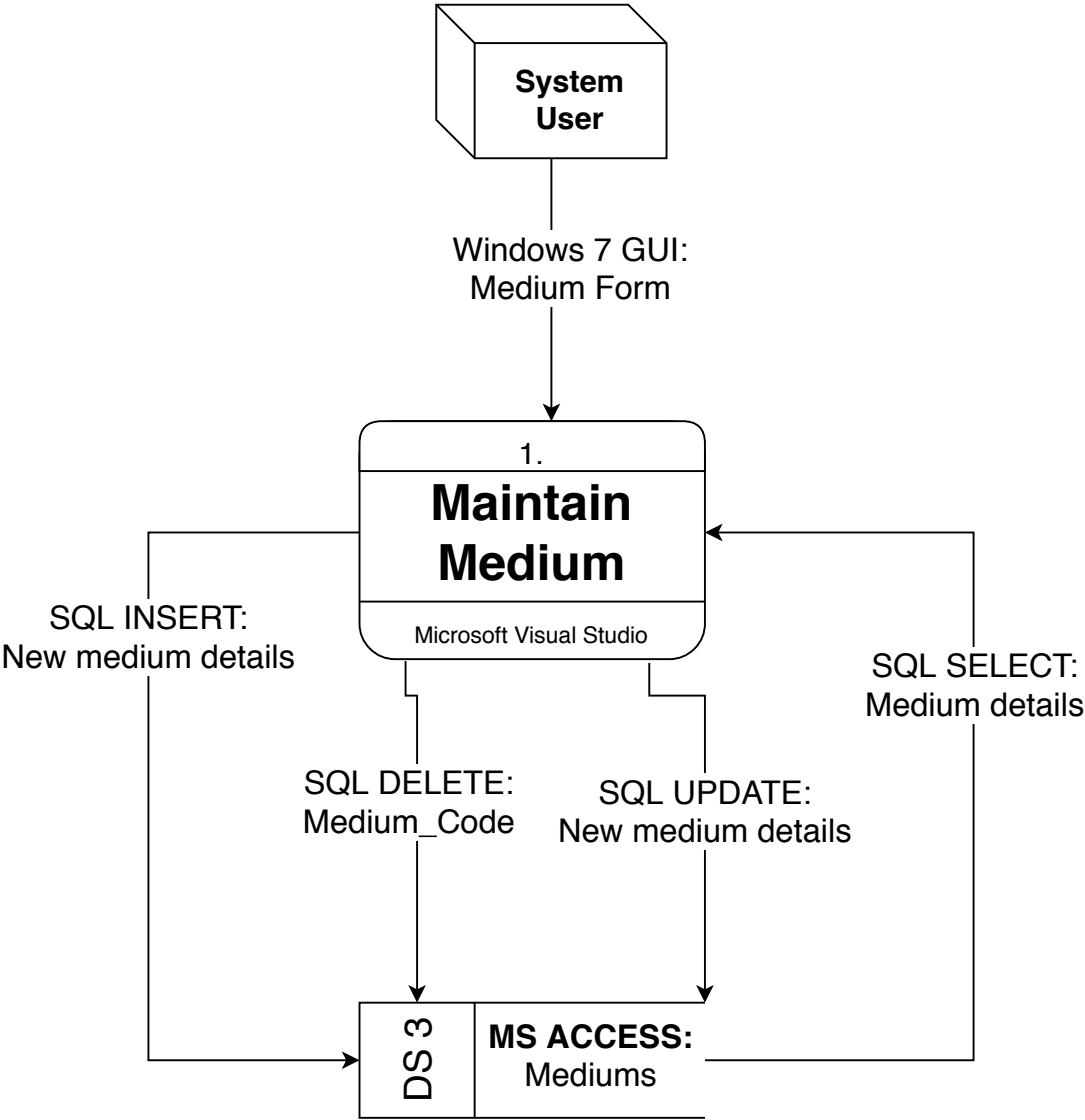 System
User
Windows 7 GUI:
Medium Form
1.
Maintain
Medium
Microsoft Visual Studio
SQL INSERT:
New medium details
SQL SELECT:
Medium details
SQL DELETE:
Medium_Code
SQL UPDATE:
New medium details
DS 3
MS ACCESS:
Mediums